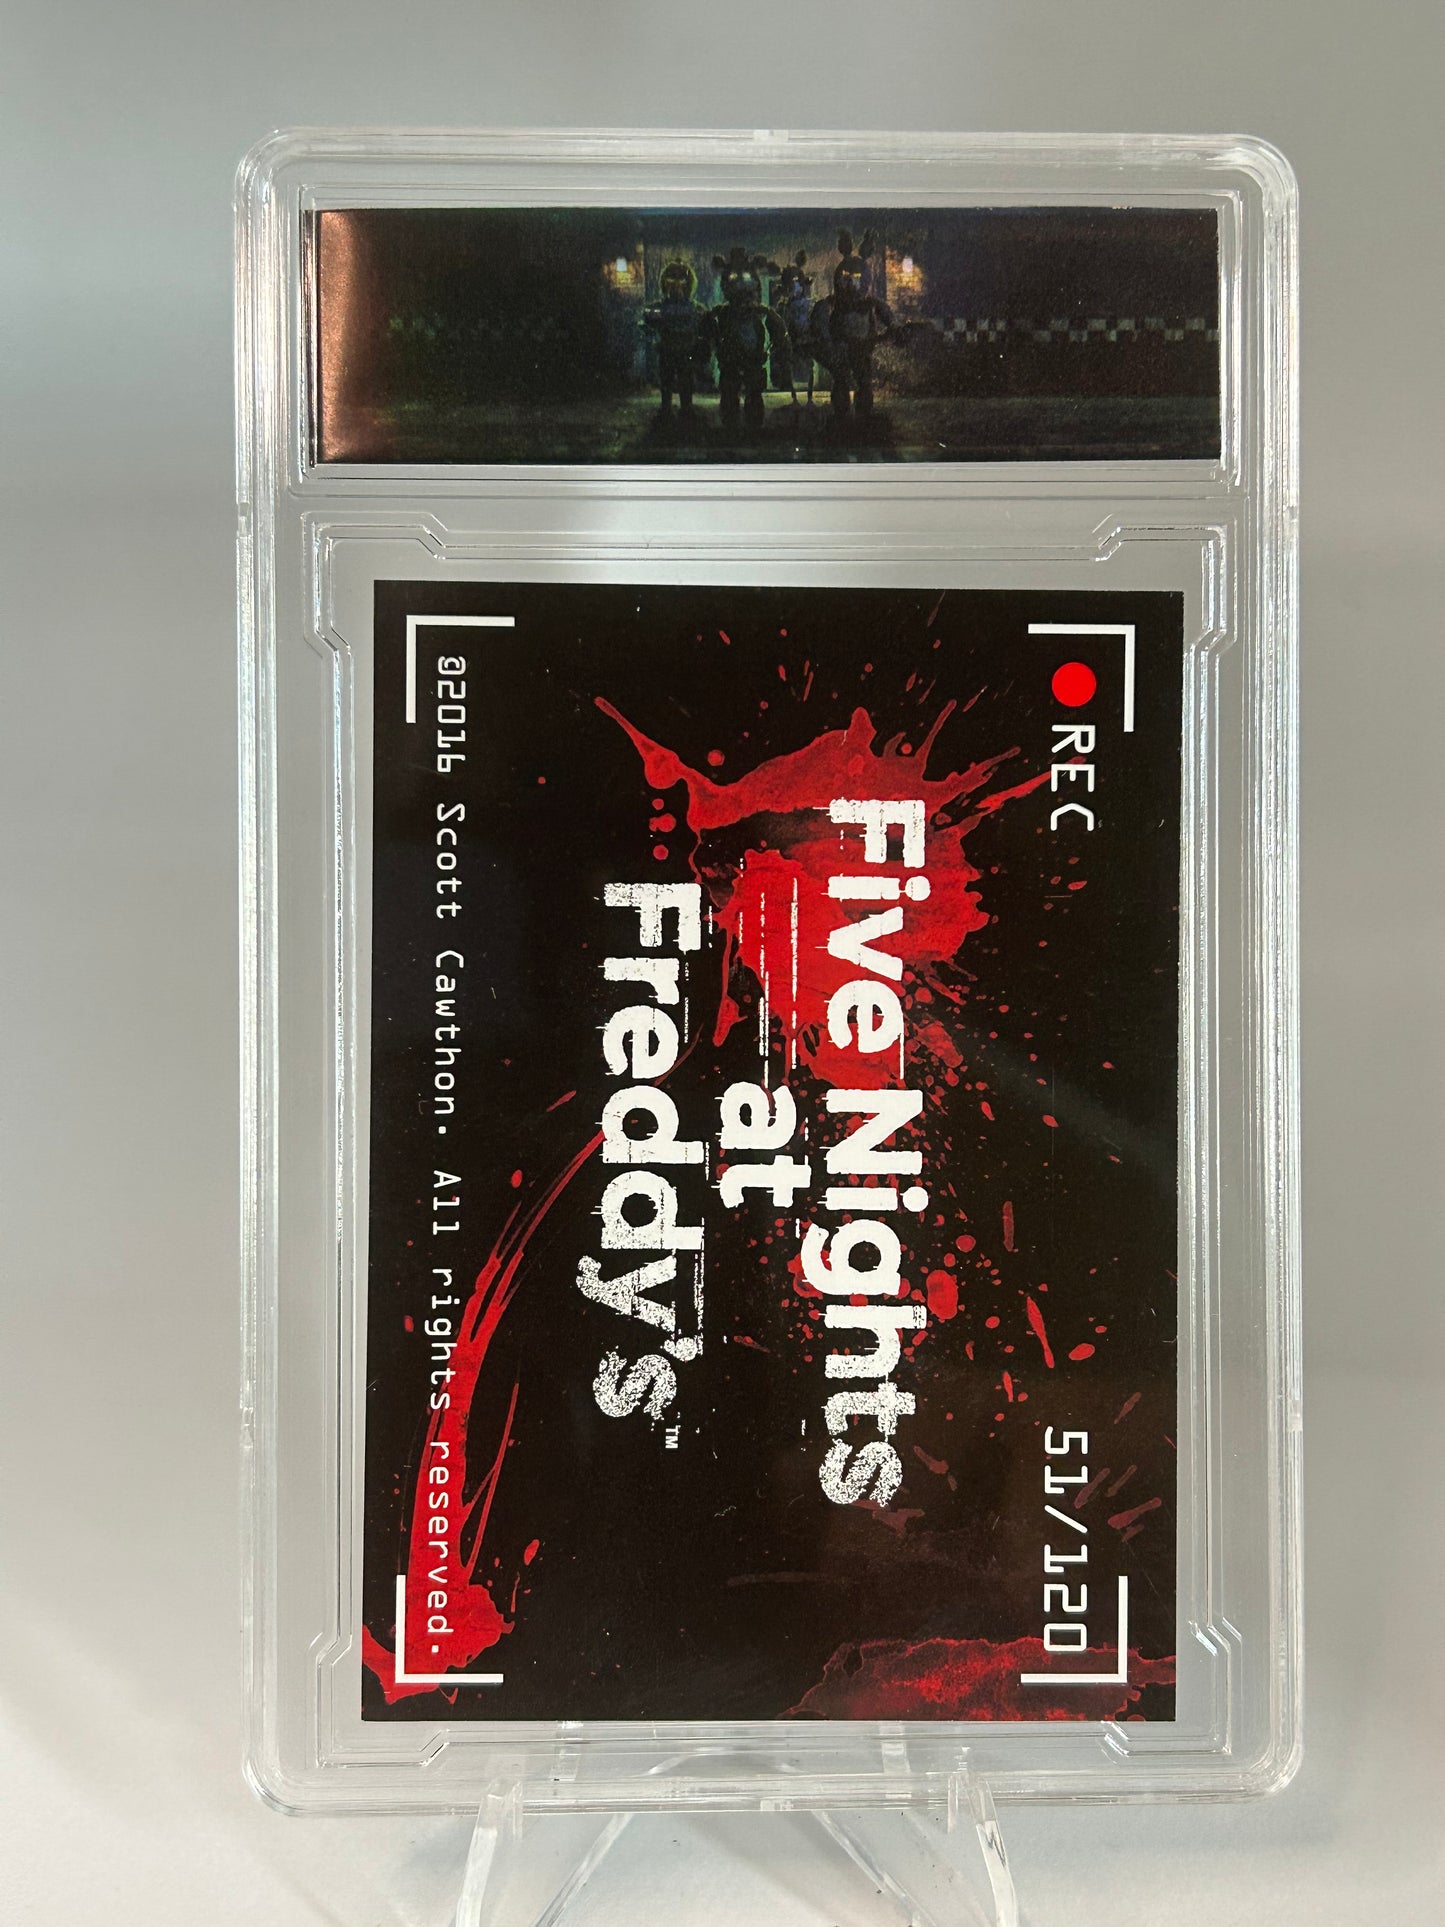 REC
51/120
Five Nights
at
Freddy's™
©2016 Scott Cawthon. All rights reserved.